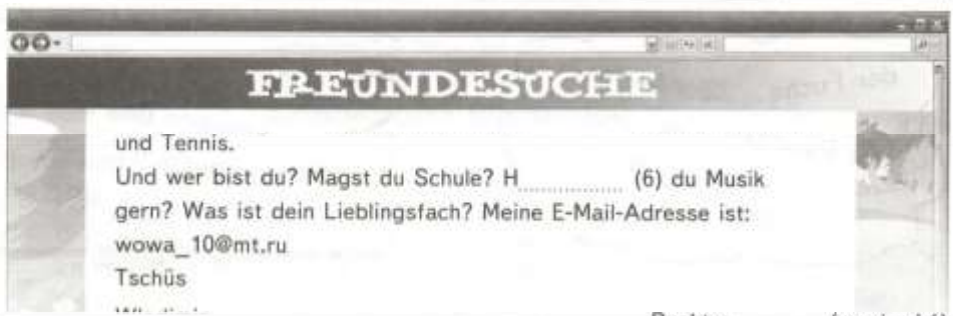 FREUNDESUCHE
und Tennis.
Und wer bist du? Magst du Schule? H............ (6) du Musik
gern? Was ist dein Lieblingsfach? Meine E-Mail-Adresse ist:
wowa_10@mt.ru
Tschüs